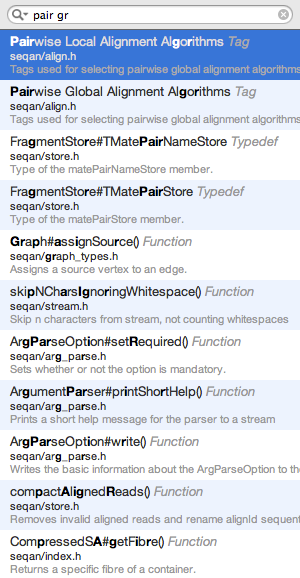 pair gr
Pairwise Local Alignment Algorithms Tag
seqan/align.h
Tags used for selecting pairwise global alignment algorithms
Pairwise Global Alignment Algorithms Tag
seqan/align.h
Tags used for selecting pairwise global alignment algorithms
FragmentStore#TMatePairNameStore Typedef
seqan/store.h
Type of the matePairNameStore member.
FragmentStore#TMatePairStore Typedef
seqan/store.h
Type of the matePairStore member.
Graph#assignSource() Function
seqan/graph_types.h
Assigns a source vertex to an edge.
skipNCharsIgnoringWhitespace() Function
seqan/stream.h
Skip n characters from stream, not counting whitespaces
ArgParseOption#setRequired() Function
seqan/arg_parse.h
Sets whether or not the option is mandatory.
ArgumentParser#printShortHelp() Function
seqan/arg_parse.h
Prints a short help message for the parser to a stream
ArgParseOption#write() Function
seqan/arg_parse.h
Writes the basic information about the ArgParseOption to the
compactAlignedReads() Function
seqan/store.h
Removes invalid aligned reads and rename alignId sequent
CompressedSA#getFibre() Function
seqan/index.h
Returns a specific fibre of a container.